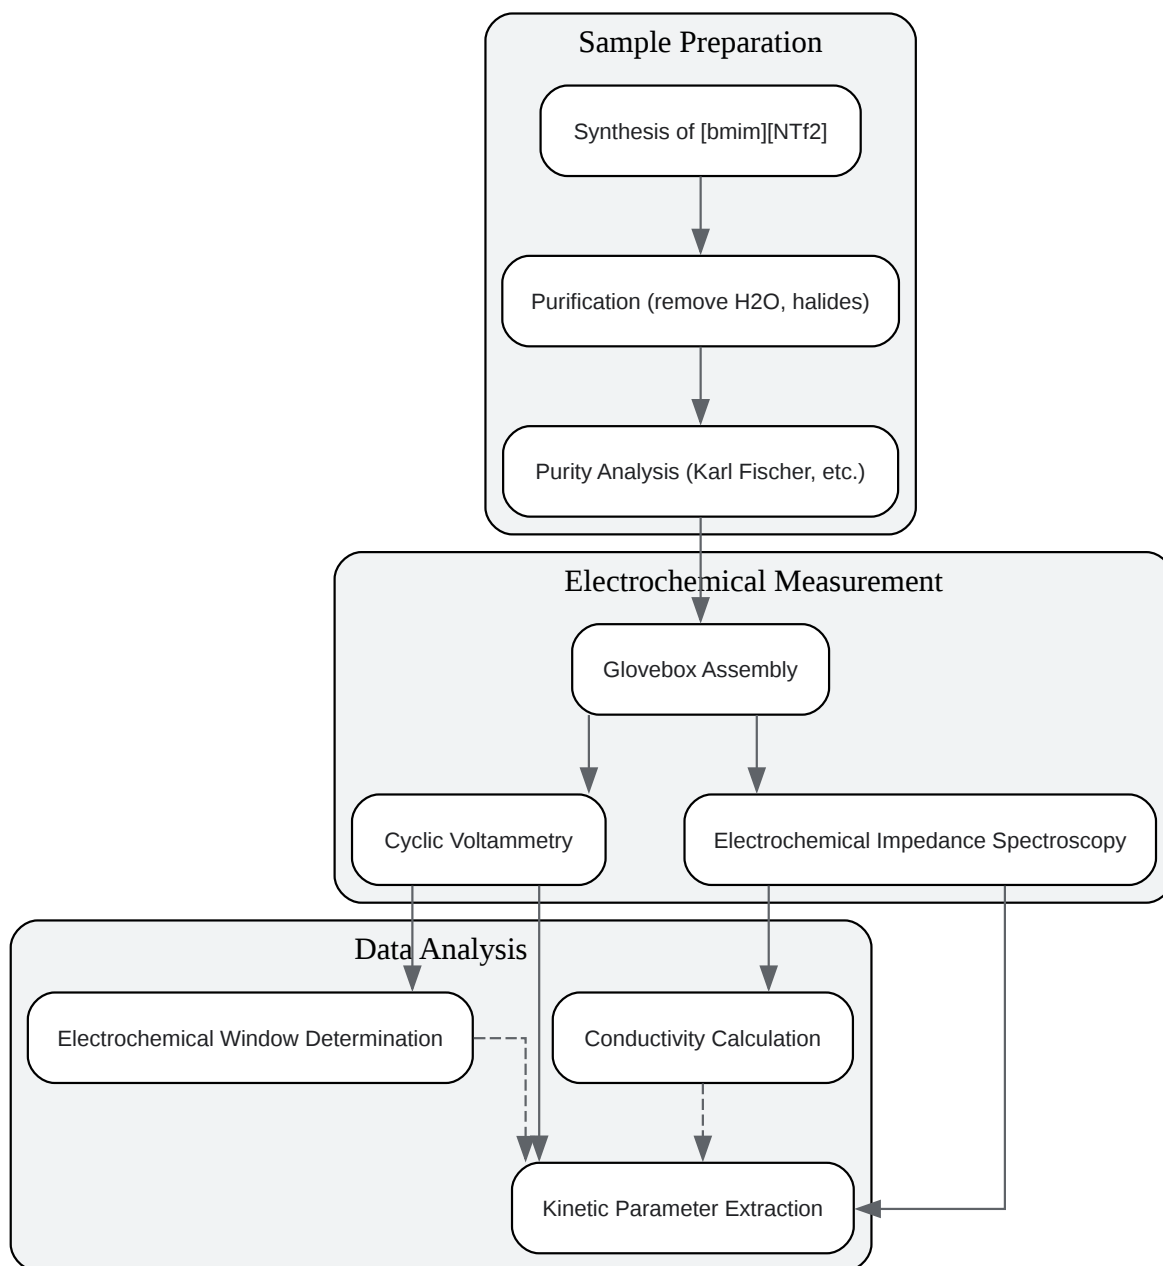 Sample Preparation
Synthesis of [bmim][NTf2]
Purification (remove H2O, halides)
Purity Analysis (Karl Fischer, etc.)
Electrochemical Measurement
Glovebox Assembly
Cyclic Voltammetry
Electrochemical Impedance Spectroscopy
Data Analysis
Electrochemical Window Determination
Conductivity Calculation
Kinetic Parameter Extraction